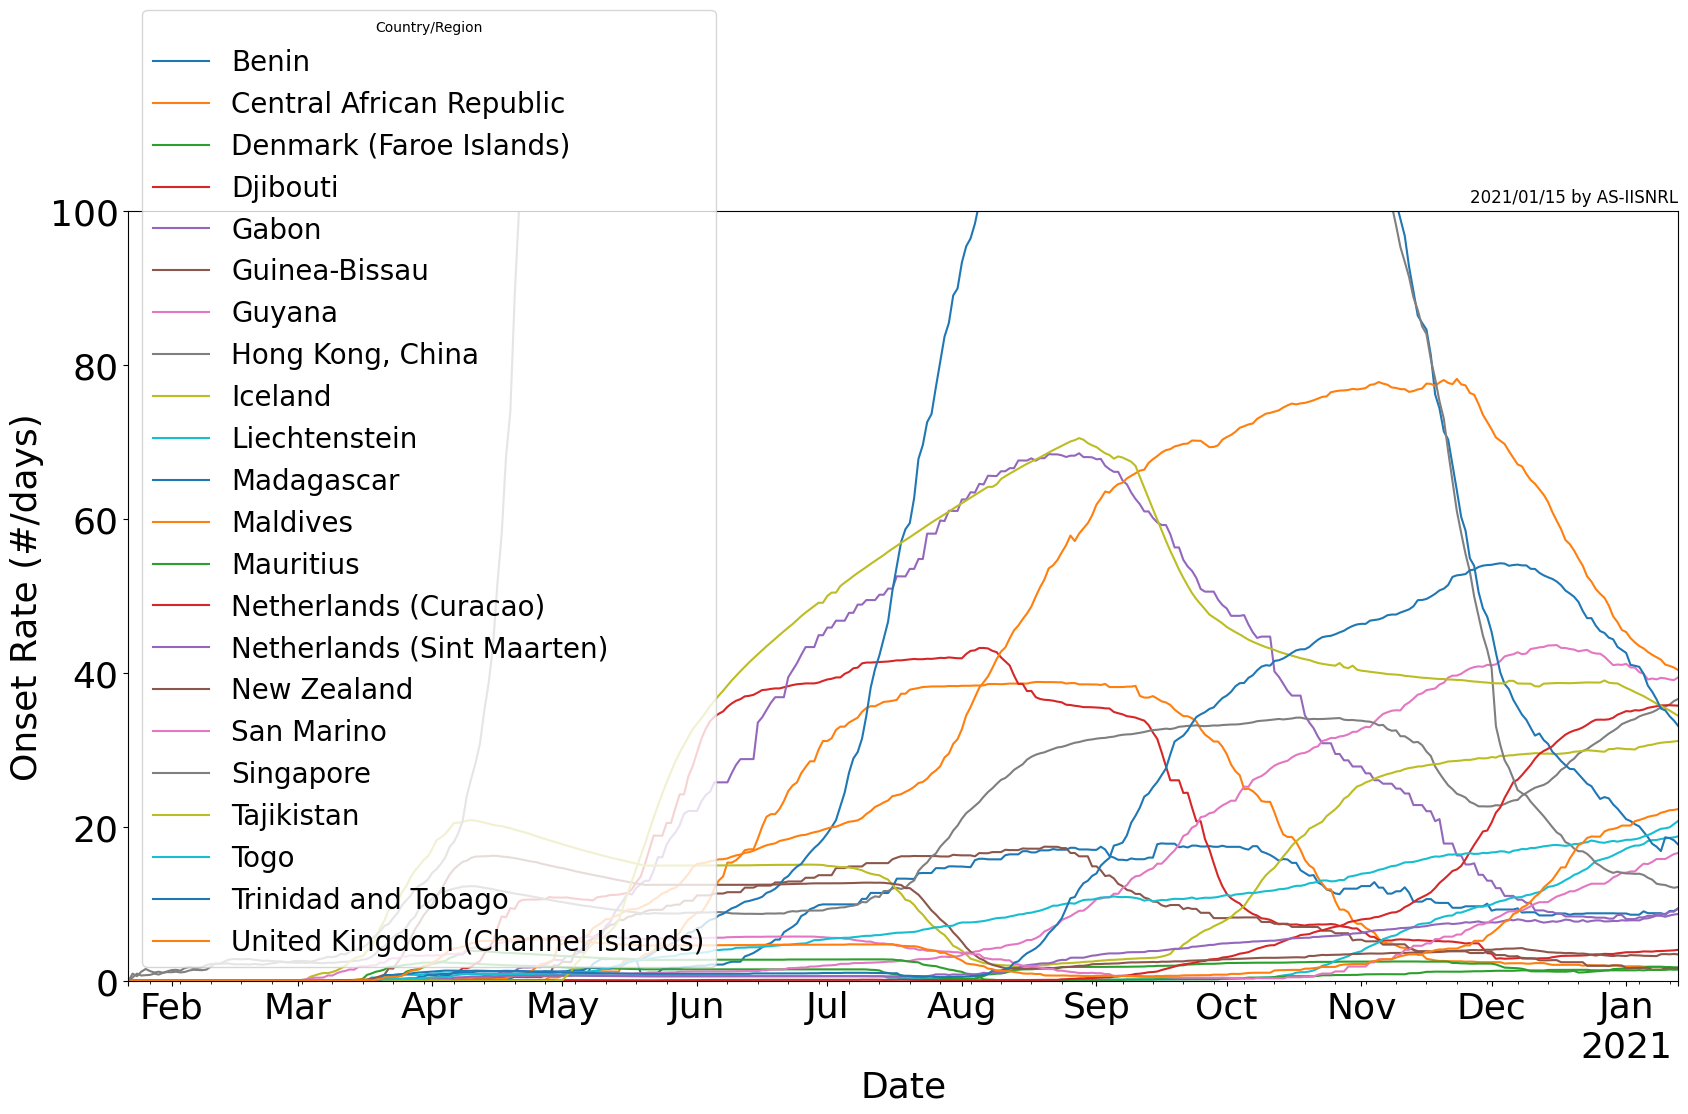 Country/Region
Benin
Central African Republic
Denmark (Faroe Islands)
Djibouti
Gabon
Guinea-Bissau
Guyana
Hong Kong, China
Iceland
Liechtenstein
Madagascar
Maldives
Mauritius
Netherlands (Curacao)
Netherlands (Sint Maarten)
New Zealand
San Marino
Singapore
Tajikistan
Togo
Trinidad and Tobago
United Kingdom (Channel Islands)
2021/01/15 by AS-IISNRL
100
80
60
40
20
0
Onset Rate (#/days)
Feb Mar Apr May Jun Jul Aug Sep Oct Nov Dec Jan
2021
Date